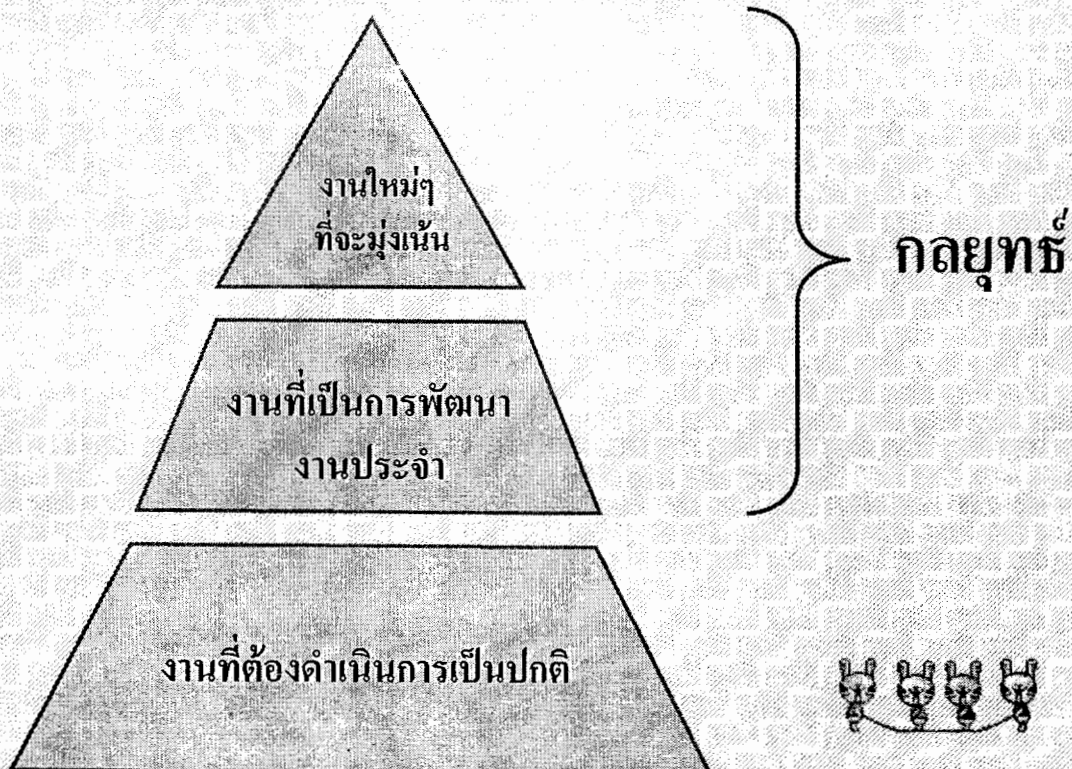 งานใหม่ๆ
ที่จะมุ่งเน้น
กลยุทธ์
งานที่เป็นการพัฒนา
งานประจำ
งานที่ต้องดำเนินการเป็นปกติ